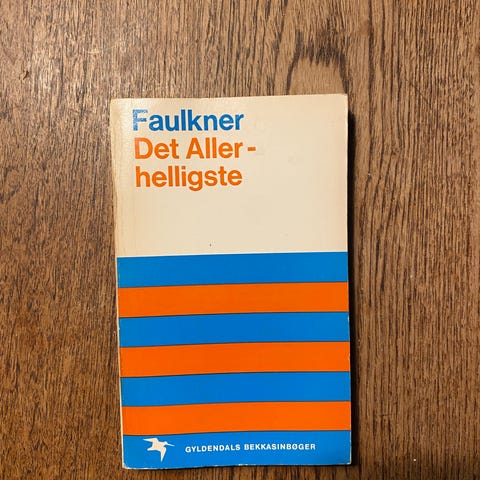 Faulkner
Det Aller-
helligste
GYLDENDALS BEKKASINBØGER